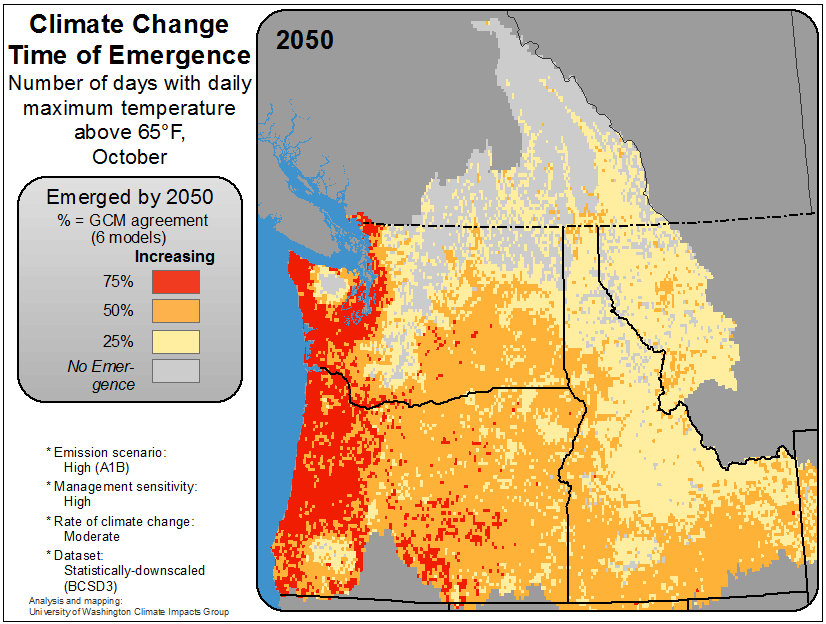 Climate Change
Time of Emergence
Number of days with daily
maximum temperature
above 65°F,
October
2050
Emerged by 2050
% = GCM agreement
(6 models)
Increasing
75%
50%
25%
No Emer-
gence
* Emission scenario:
High (A1B)
* Management sensitivity:
High
* Rate of climate change:
Moderate
* Dataset:
Statistically-downscaled
(BCSD3)
Analysis and mapping:
University of Washington Climate Impacts Group